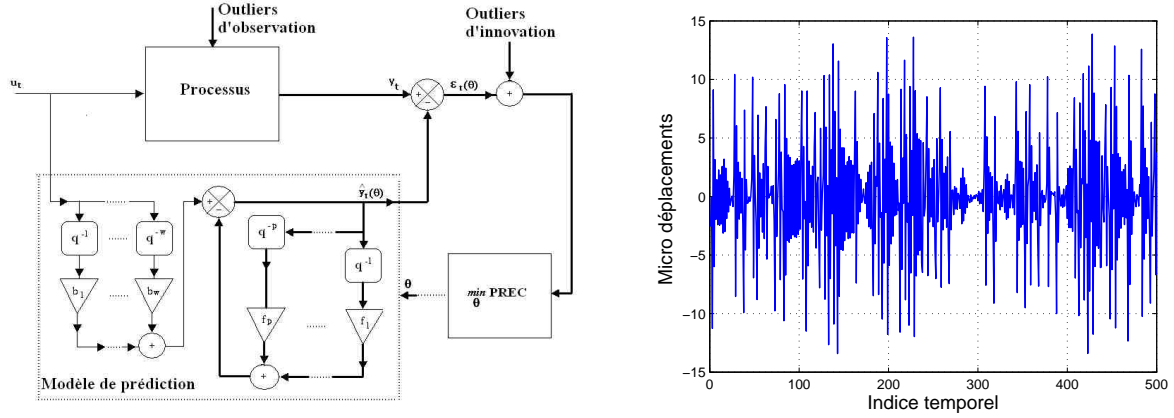 Outliers
d'observation
Outliers
d'innovation
u_t
Processus
y_t
+
−
ε_t(θ)
+
ŷ_t(θ)
+
−
q^-1
......
q^-w
q^-p
......
q^-1
b_1
......
b_w
f_p
......
f_1
θ
min PREC
θ
+
+
Modèle de prédiction
15
10
5
0
−5
−10
−15
Micro déplacements
0
100
200
300
400
500
Indice temporel